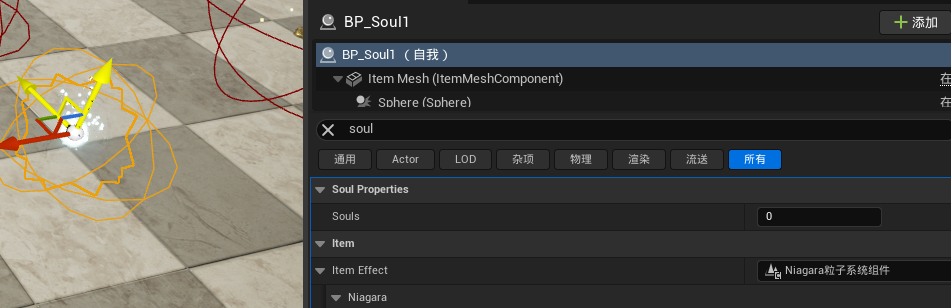 BP_Soul1
添加
BP_Soul1 （自我）
Item Mesh (ItemMeshComponent)
在
Sphere (Sphere)
在
soul
通用 Actor LOD 杂项 物理 渲染 流送 所有
Soul Properties
Souls 0
Item
Item Effect Niagara粒子系统组件
Niagara